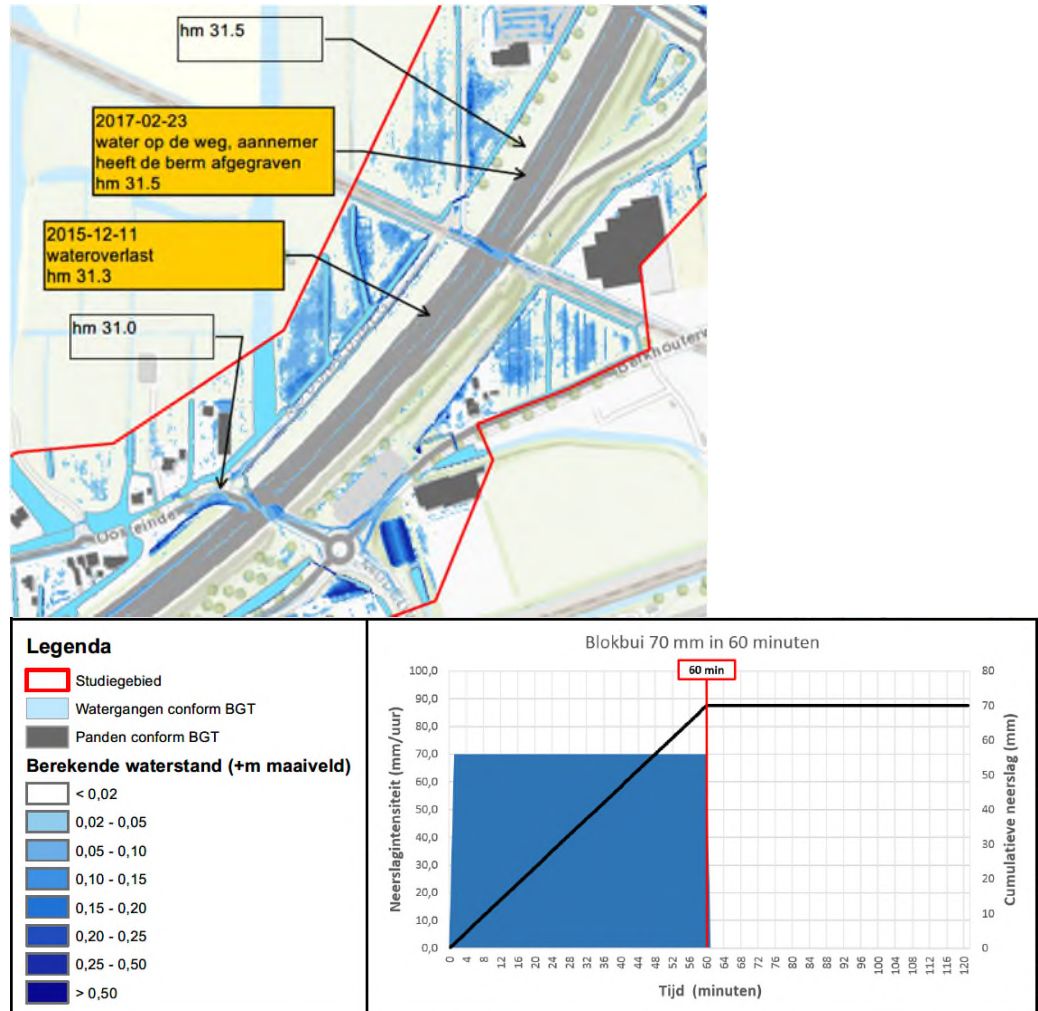 hm 31.5
2017-02-23
water op de weg, aannemer
heeft de berm afgegraven
hm 31.5
2015-12-11
wateroverlast
hm 31.3
hm 31.0
Oosteinde
Legenda
Studiegebied
Watergangen conform BGT
Panden conform BGT
Berekende waterstand (+m maaiveld)
< 0,02
0,02 - 0,05
0,05 - 0,10
0,10 - 0,15
0,15 - 0,20
0,20 - 0,25
0,25 - 0,50
> 0,50
Blokbui 70 mm in 60 minuten
60 min
Neerslagintensiteit (mm/uur)
100,0
90,0
80,0
70,0
60,0
50,0
40,0
30,0
20,0
10,0
0,0
80
70
60
50
40
30
20
10
0
Cumulatieve neerslag (mm)
0 4 8 12 16 20 24 28 32 36 40 44 48 52 56 60 64 68 72 76 80 84 88 92 96 100 104 108 112 116 120
Tijd (minuten)